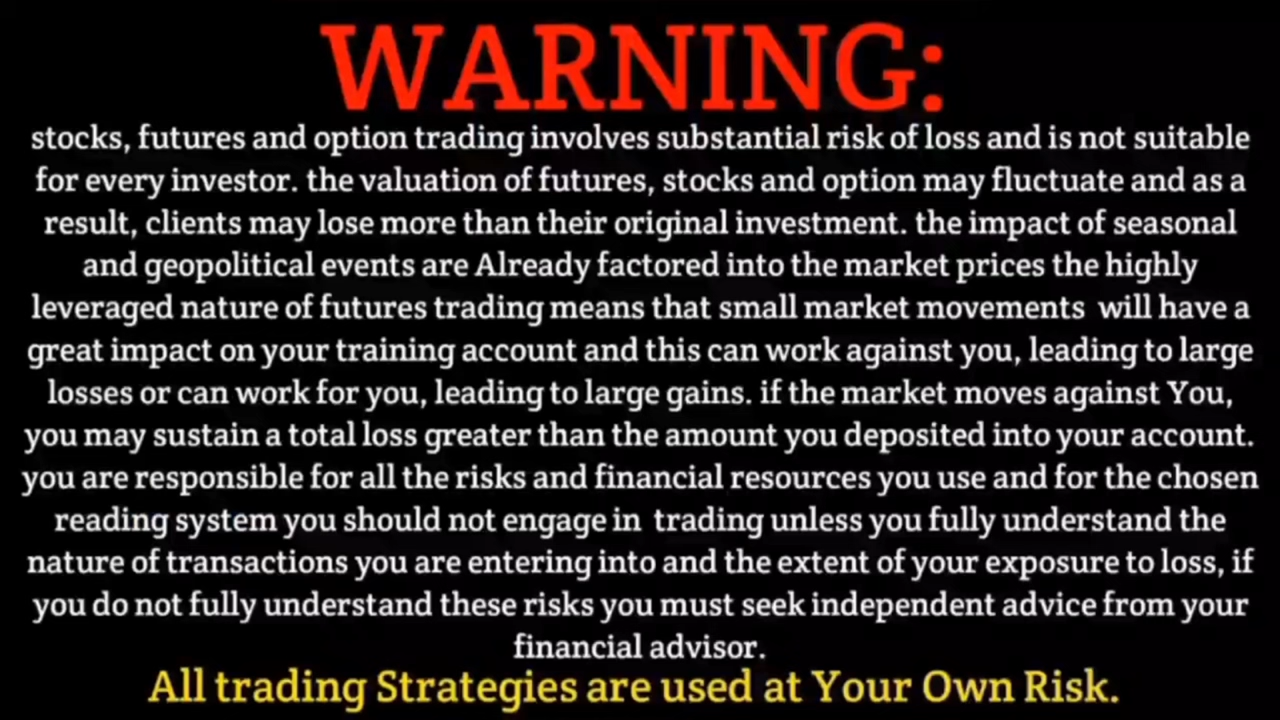 WARNING:
stocks, futures and option trading involves substantial risk of loss and is not suitable
for every investor. the valuation of futures, stocks and option may fluctuate and as a
result, clients may lose more than their original investment. the impact of seasonal
and geopolitical events are Already factored into the market prices the highly
leveraged nature of futures trading means that small market movements will have a
great impact on your training account and this can work against you, leading to large
losses or can work for you, leading to large gains. if the market moves against You,
you may sustain a total loss greater than the amount you deposited into your account.
you are responsible for all the risks and financial resources you use and for the chosen
reading system you should not engage in trading unless you fully understand the
nature of transactions you are entering into and the extent of your exposure to loss, if
you do not fully understand these risks you must seek independent advice from your
financial advisor.
All trading Strategies are used at Your Own Risk.